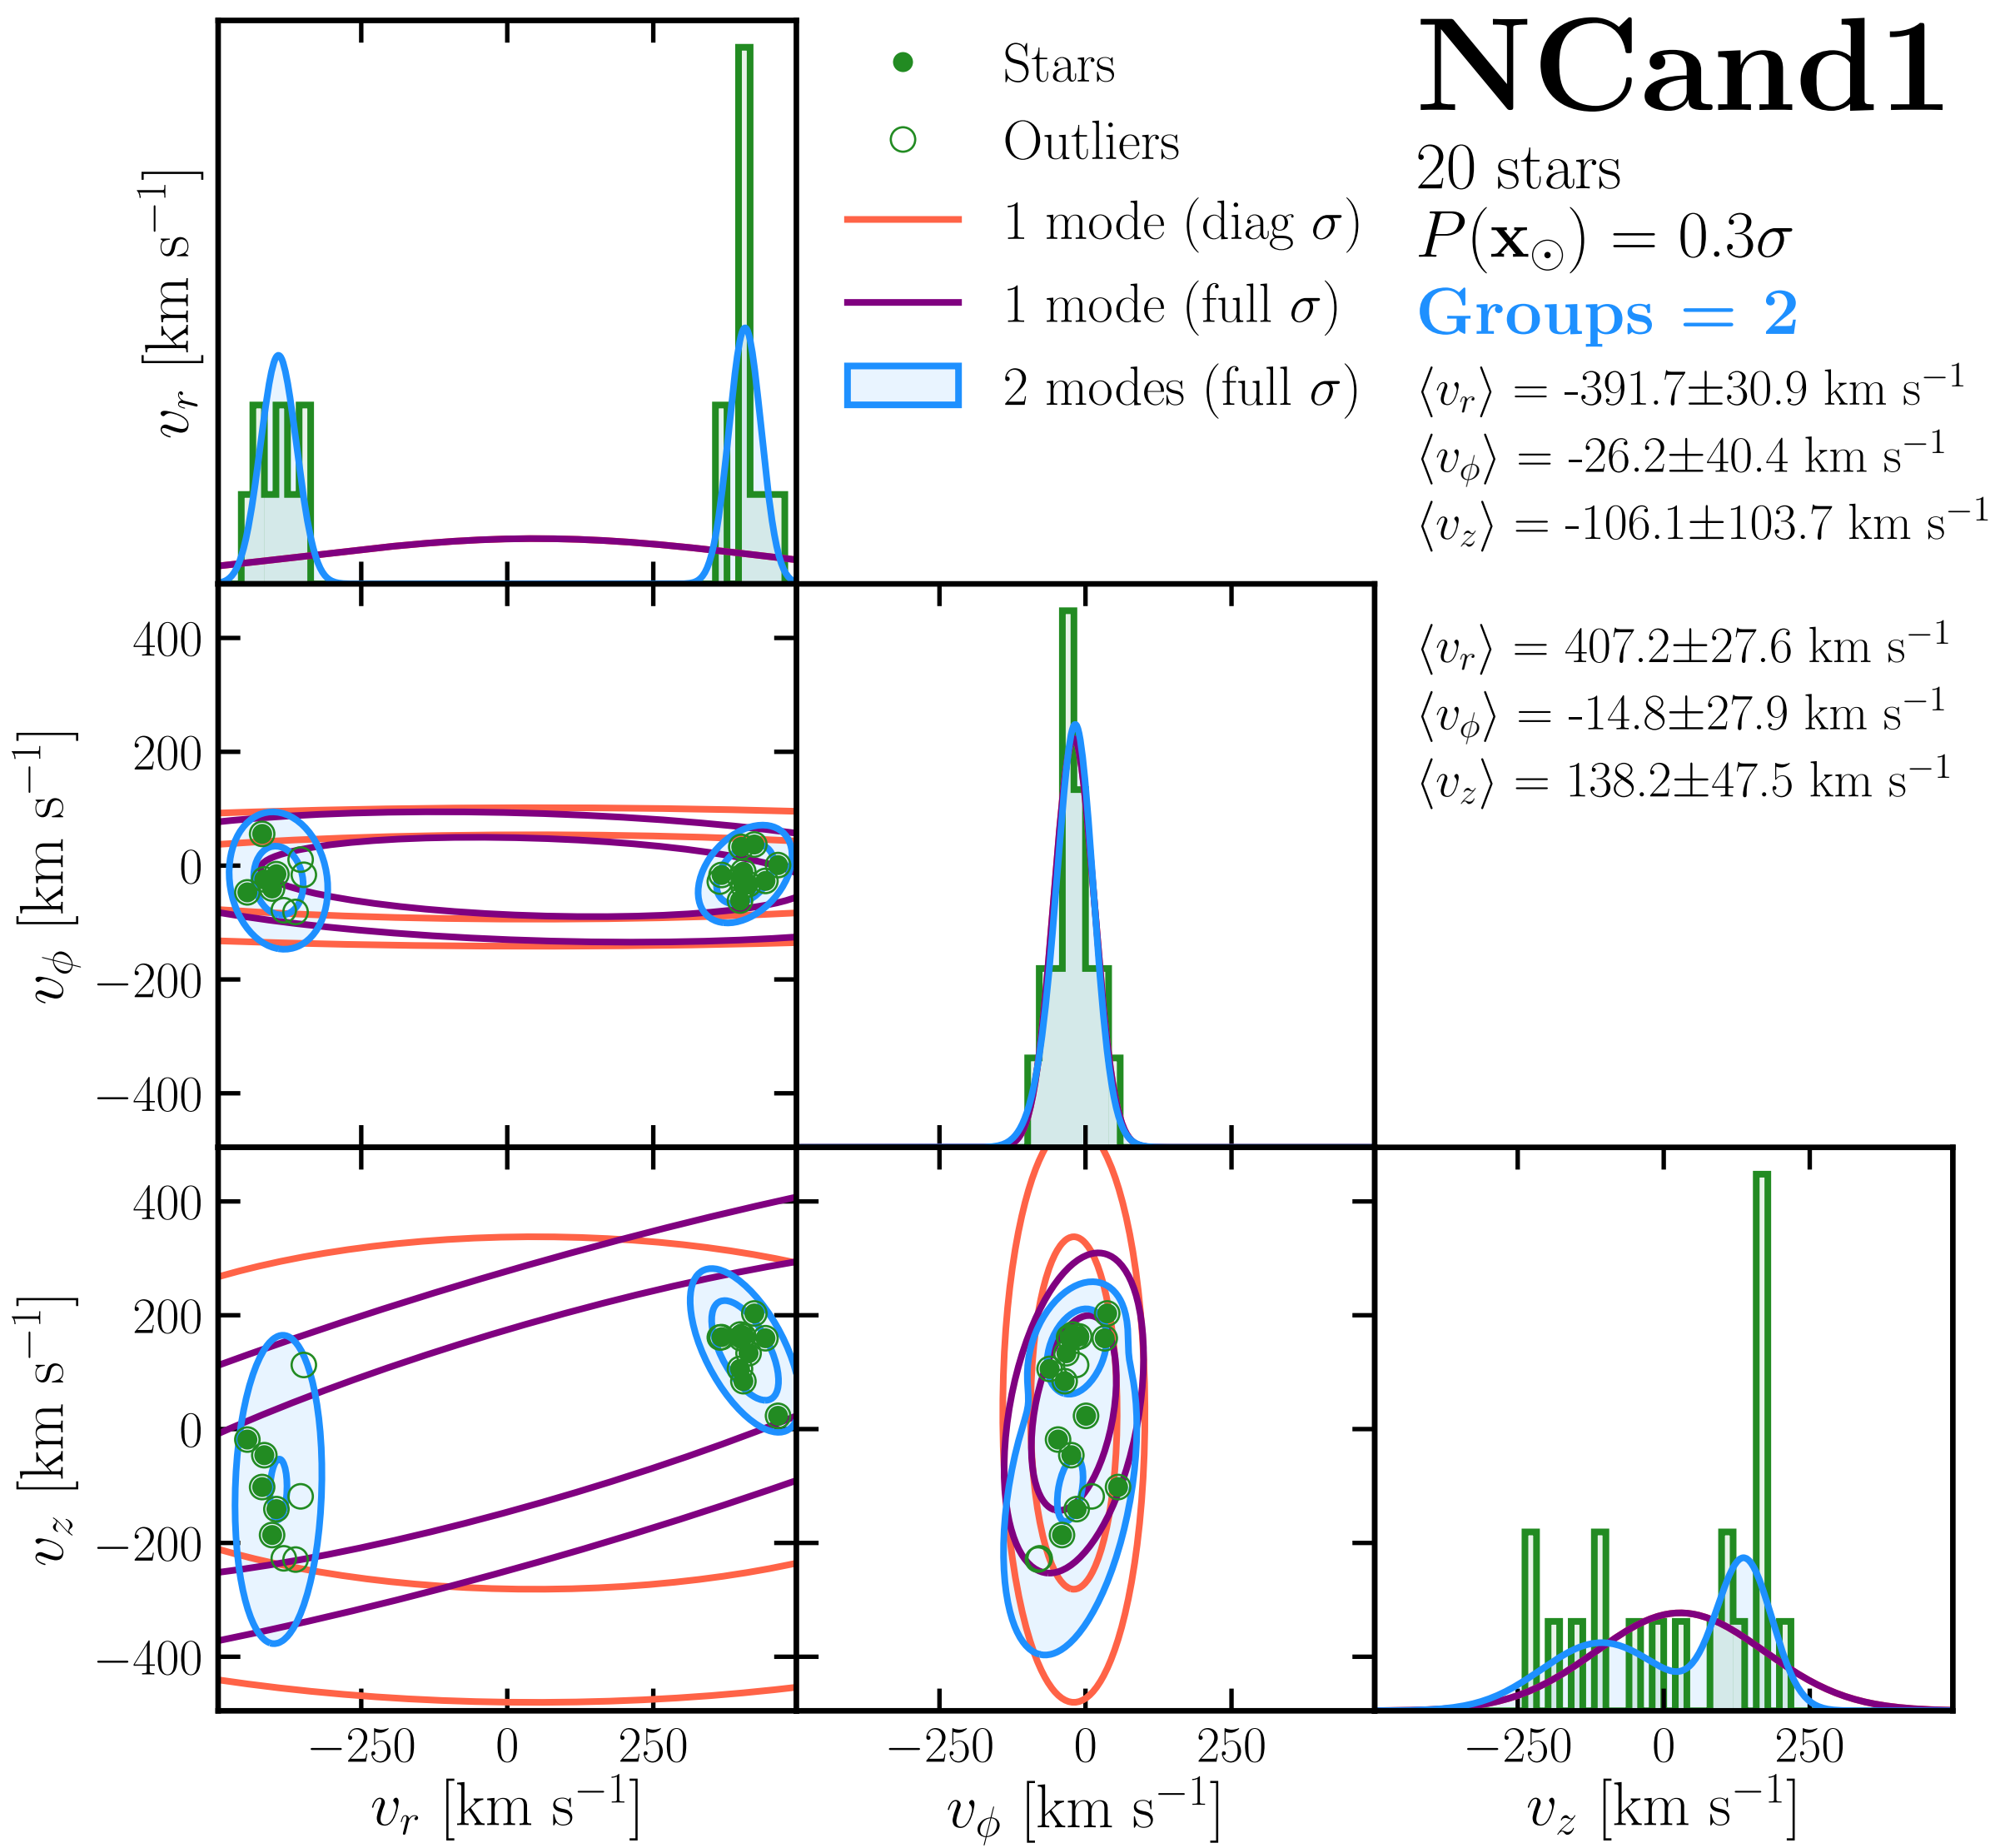 NCand1
20 stars
P(x⊙) = 0.3σ
Groups = 2
⟨v_r⟩ = -391.7±30.9 km s⁻¹
⟨v_ϕ⟩ = -26.2±40.4 km s⁻¹
⟨v_z⟩ = -106.1±103.7 km s⁻¹
⟨v_r⟩ = 407.2±27.6 km s⁻¹
⟨v_ϕ⟩ = -14.8±27.9 km s⁻¹
⟨v_z⟩ = 138.2±47.5 km s⁻¹
Stars
Outliers
1 mode (diag σ)
1 mode (full σ)
2 modes (full σ)
v_r [km s⁻¹]
400
200
0
−200
−400
v_ϕ [km s⁻¹]
400
200
0
−200
−400
v_z [km s⁻¹]
−250 0 250
v_r [km s⁻¹]
−250 0 250
v_ϕ [km s⁻¹]
−250 0 250
v_z [km s⁻¹]